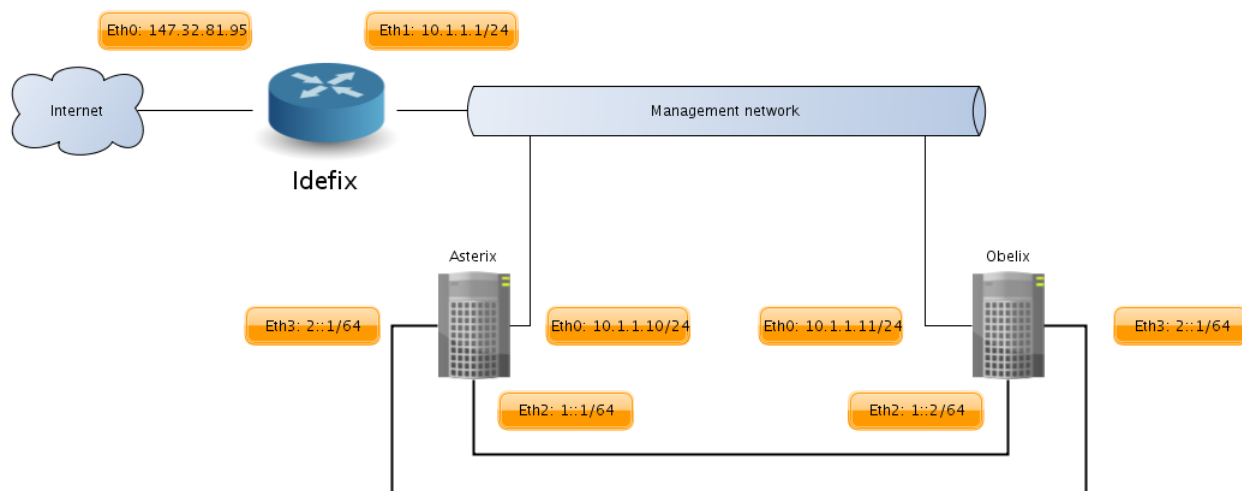 Eth0: 147.32.81.95
Eth1: 10.1.1.1/24
Internet
Management network
Idefix
Asterix
Obelix
Eth3: 2::1/64
Eth0: 10.1.1.10/24
Eth0: 10.1.1.11/24
Eth3: 2::1/64
Eth2: 1::1/64
Eth2: 1::2/64